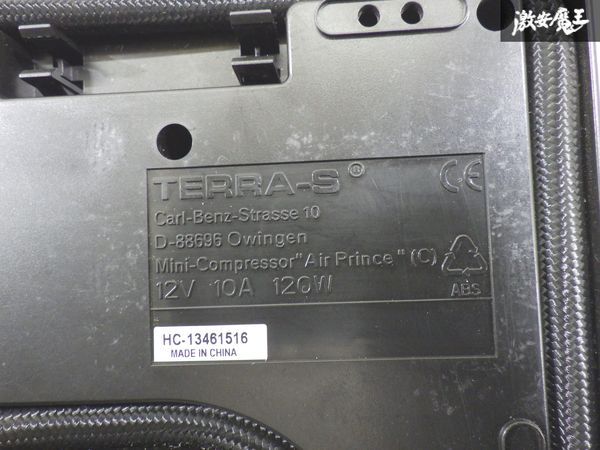 激安魔王
TERRA-S®
CE
Carl-Benz-Strasse 10
D-88696 Owingen
Mini-Compressor"Air Prince"(C)
12V 10A 120W
ABS
HC-13461516
MADE IN CHINA